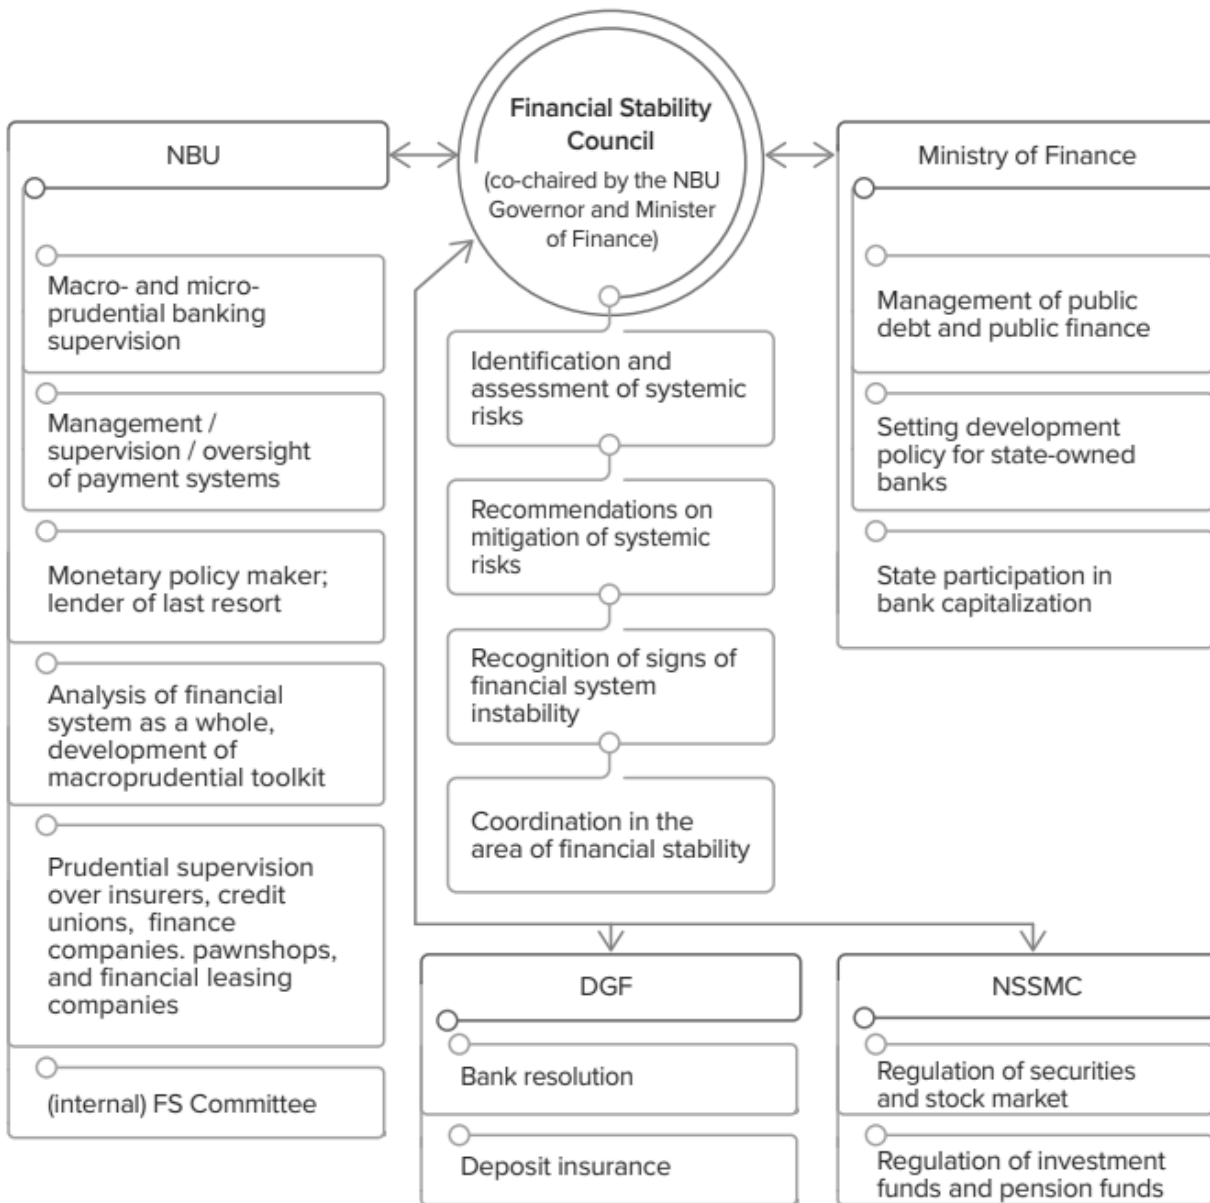 Financial Stability
Council
(co-chaired by the NBU
Governor and Minister
of Finance)
Identification and
assessment of systemic
risks
Recommendations on
mitigation of systemic
risks
Recognition of signs of
financial system
instability
Coordination in the
area of financial stability
NBU
Macro- and micro-
prudential banking
supervision
Management /
supervision / oversight
of payment systems
Monetary policy maker;
lender of last resort
Analysis of financial
system as a whole,
development of
macroprudential toolkit
Prudential supervision
over insurers, credit
unions, finance
companies. pawnshops,
and financial leasing
companies
(internal) FS Committee
Ministry of Finance
Management of public
debt and public finance
Setting development
policy for state-owned
banks
State participation in
bank capitalization
DGF
Bank resolution
Deposit insurance
NSSMC
Regulation of securities
and stock market
Regulation of investment
funds and pension funds